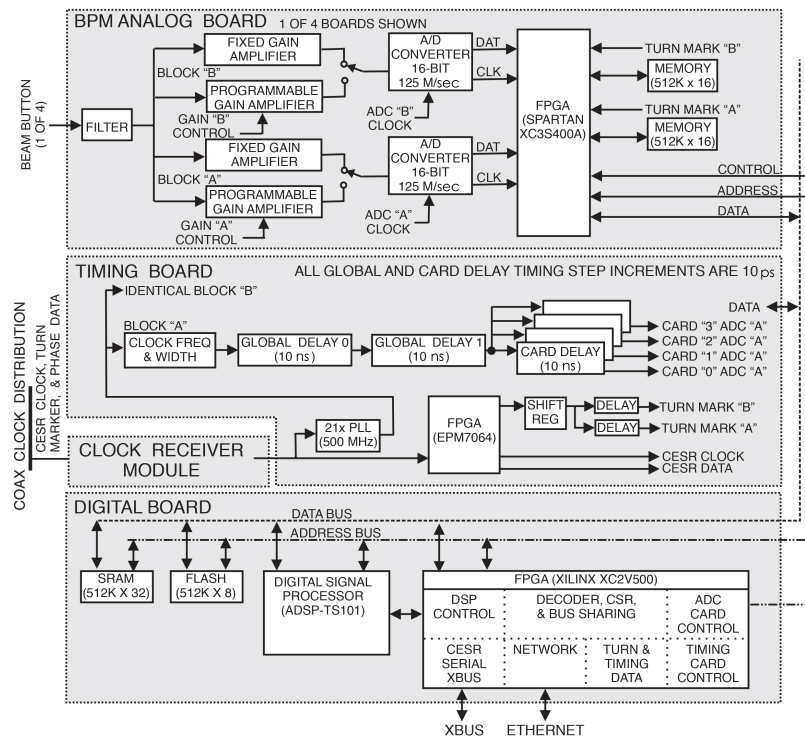 BPM ANALOG BOARD 1 OF 4 BOARDS SHOWN
BEAM BUTTON
(1 OF 4)
FILTER
BLOCK "B"
FIXED GAIN
AMPLIFIER
PROGRAMMABLE
GAIN AMPLIFIER
GAIN "B"
CONTROL
A/D
CONVERTER
16-BIT
125 M/sec
DAT
CLK
ADC "B"
CLOCK
FIXED GAIN
AMPLIFIER
BLOCK "A"
PROGRAMMABLE
GAIN AMPLIFIER
GAIN "A"
CONTROL
A/D
CONVERTER
16-BIT
125 M/sec
DAT
CLK
ADC "A"
CLOCK
FPGA
(SPARTAN
XC3S400A)
TURN MARK "B"
MEMORY
(512K x 16)
TURN MARK "A"
MEMORY
(512K x 16)
CONTROL
ADDRESS
DATA
TIMING BOARD
ALL GLOBAL AND CARD DELAY TIMING STEP INCREMENTS ARE 10 ps
IDENTICAL BLOCK "B"
BLOCK "A"
CLOCK FREQ
& WIDTH
GLOBAL DELAY 0
(10 ns)
GLOBAL DELAY 1
(10 ns)
CARD DELAY
(10 ns)
DATA
CARD "3" ADC "A"
CARD "2" ADC "A"
CARD "1" ADC "A"
CARD "0" ADC "A"
21x PLL
(500 MHz)
FPGA
(EPM7064)
SHIFT
REG
DELAY
TURN MARK "B"
DELAY
TURN MARK "A"
CESR CLOCK
CESR DATA
COAX CLOCK DISTRIBUTION
CESR CLOCK, TURN
MARKER, & PHASE DATA
CLOCK RECEIVER
MODULE
DIGITAL BOARD
DATA BUS
ADDRESS BUS
SRAM
(512K X 32)
FLASH
(512K X 8)
DIGITAL SIGNAL
PROCESSOR
(ADSP-TS101)
FPGA (XILINX XC2V500)
DSP
CONTROL
DECODER, CSR,
& BUS SHARING
ADC
CARD
CONTROL
CESR
SERIAL
XBUS
NETWORK
TURN &
TIMING
DATA
TIMING
CARD
CONTROL
XBUS
ETHERNET